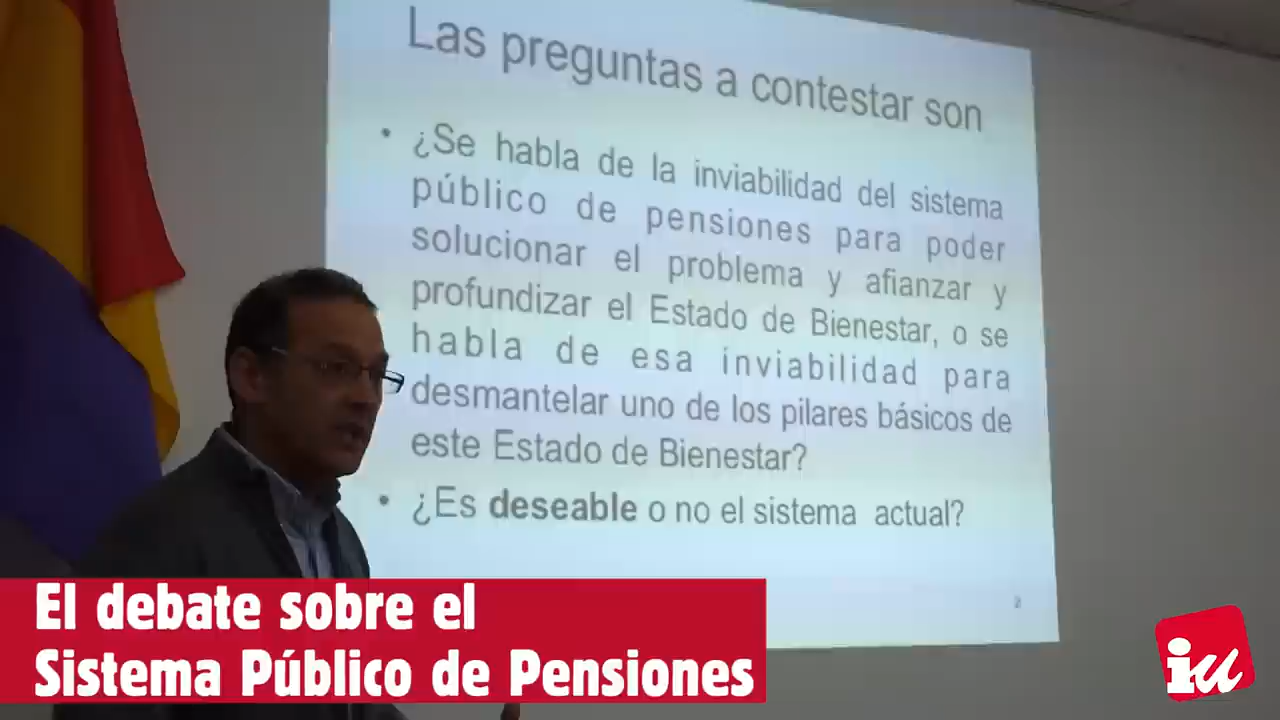 Las preguntas a contestar son
• ¿Se habla de la inviabilidad del sistema
público de pensiones para poder
solucionar el problema y afianzar y
profundizar el Estado de Bienestar, o se
habla de esa inviabilidad para
desmantelar uno de los pilares básicos de
este Estado de Bienestar?
• ¿Es deseable o no el sistema actual?
2
El debate sobre el
Sistema Público de Pensiones
iu